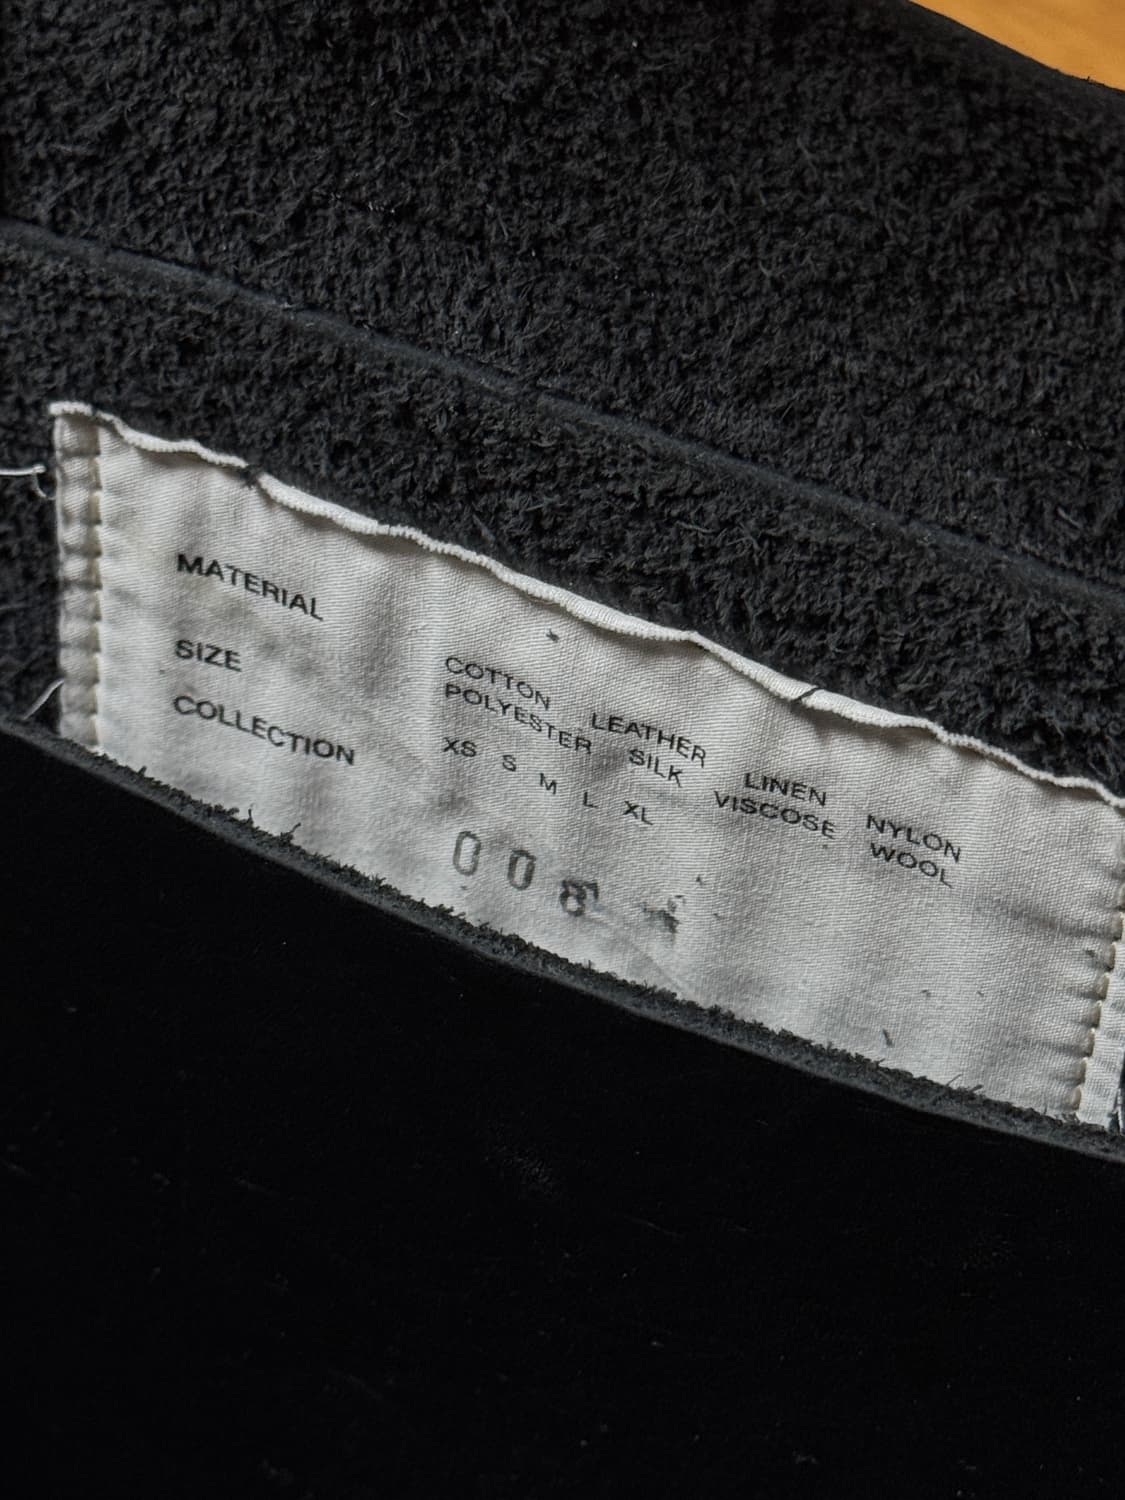 MATERIAL COTTON LEATHER LINEN NYLON
POLYESTER SILK VISCOSE WOOL
SIZE XS S M L XL
COLLECTION 008